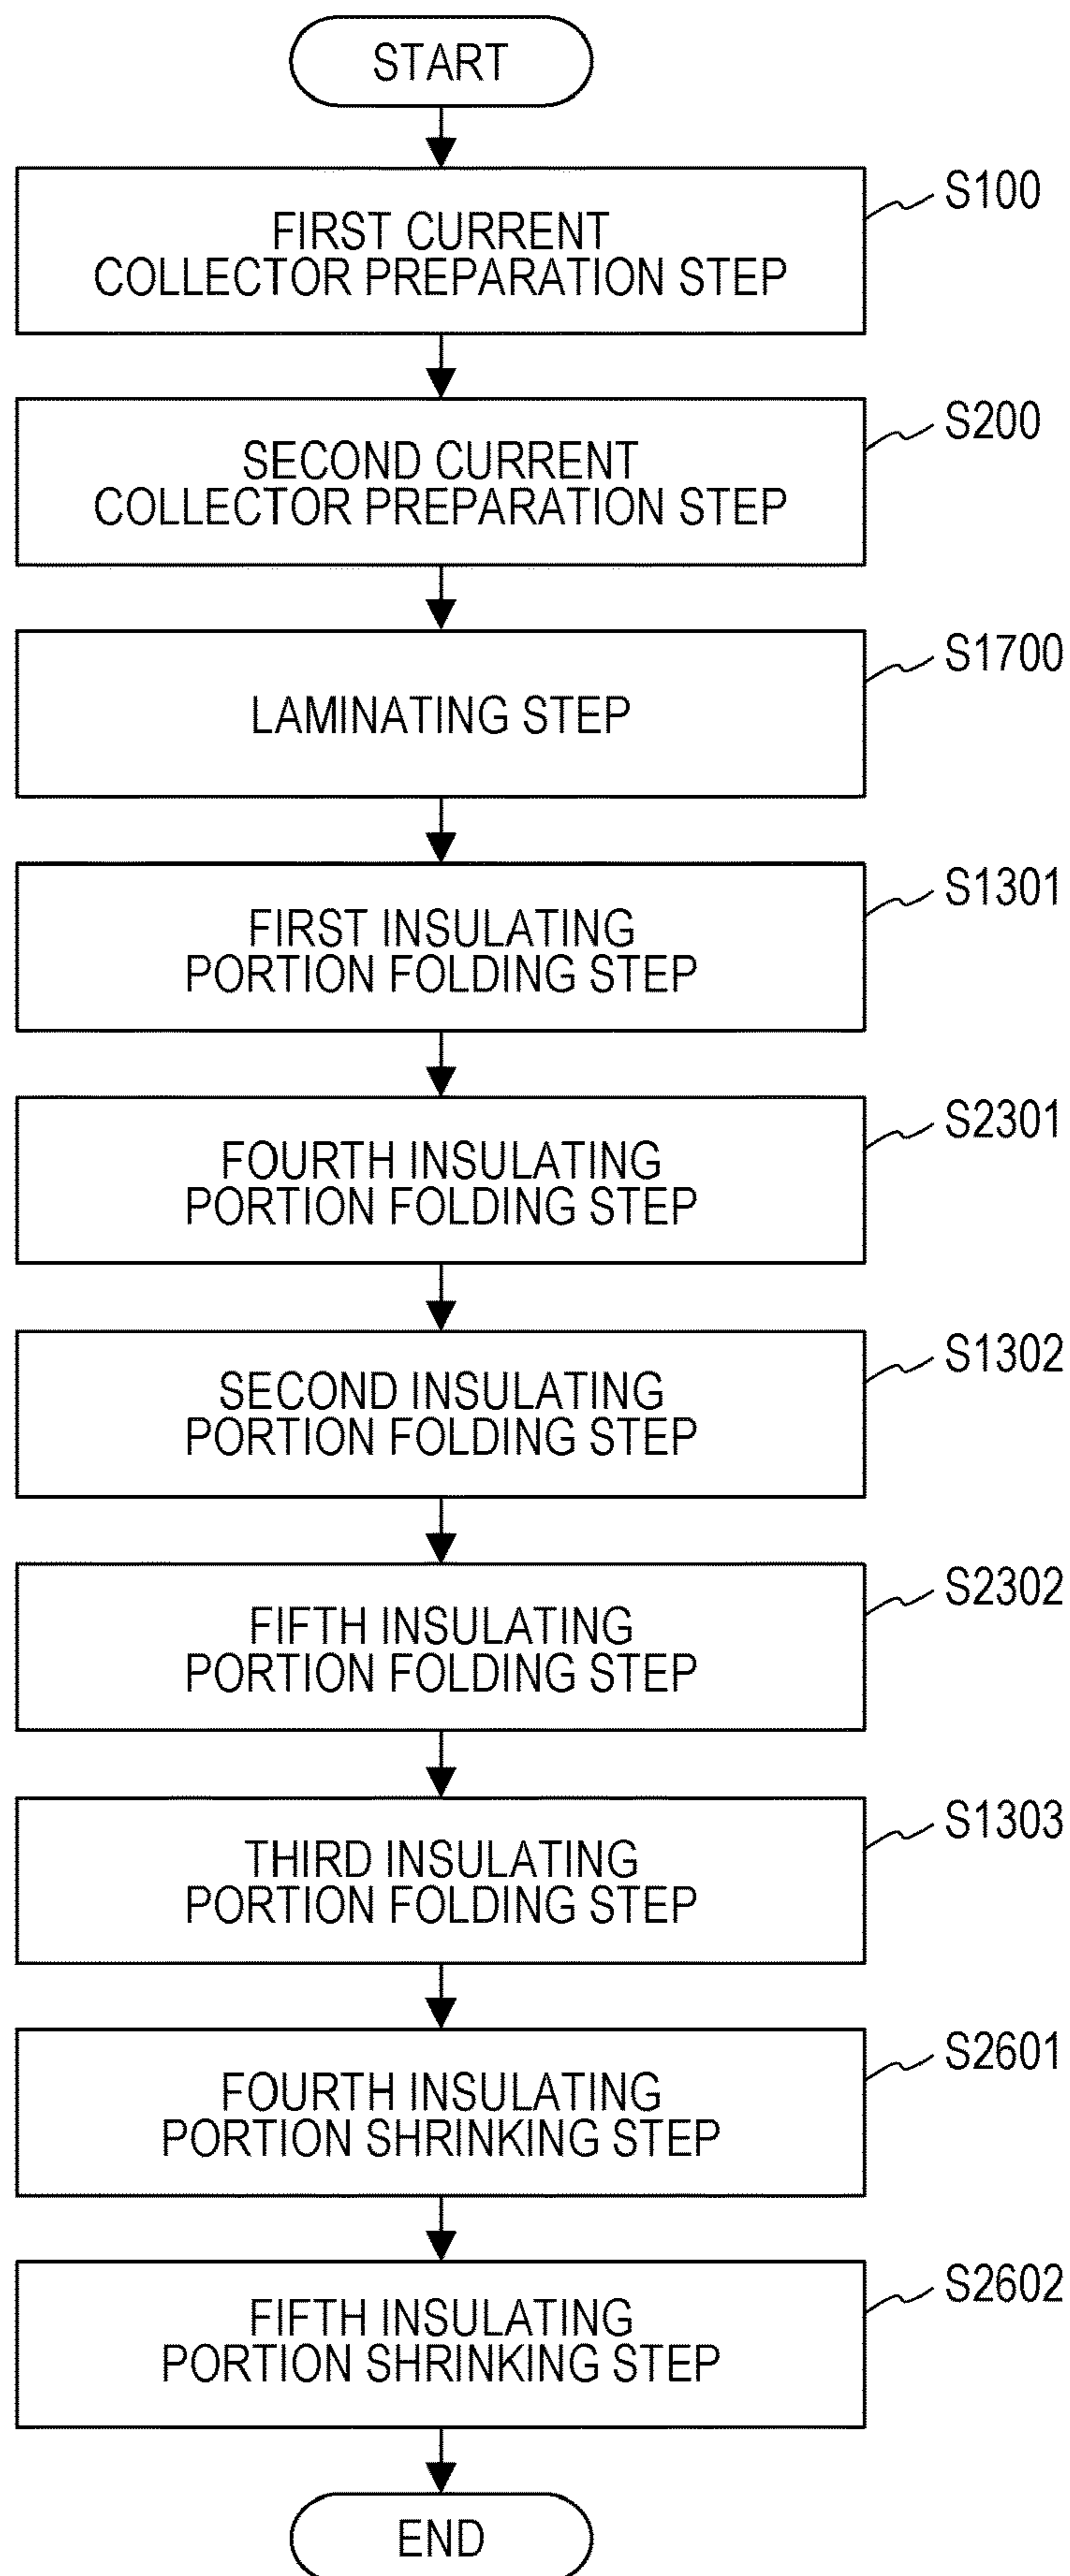 START
FIRST CURRENT
COLLECTOR PREPARATION STEP
S100
SECOND CURRENT
COLLECTOR PREPARATION STEP
S200
LAMINATING STEP
S1700
FIRST INSULATING
PORTION FOLDING STEP
S1301
FOURTH INSULATING
PORTION FOLDING STEP
S2301
SECOND INSULATING
PORTION FOLDING STEP
S1302
FIFTH INSULATING
PORTION FOLDING STEP
S2302
THIRD INSULATING
PORTION FOLDING STEP
S1303
FOURTH INSULATING
PORTION SHRINKING STEP
S2601
FIFTH INSULATING
PORTION SHRINKING STEP
S2602
END